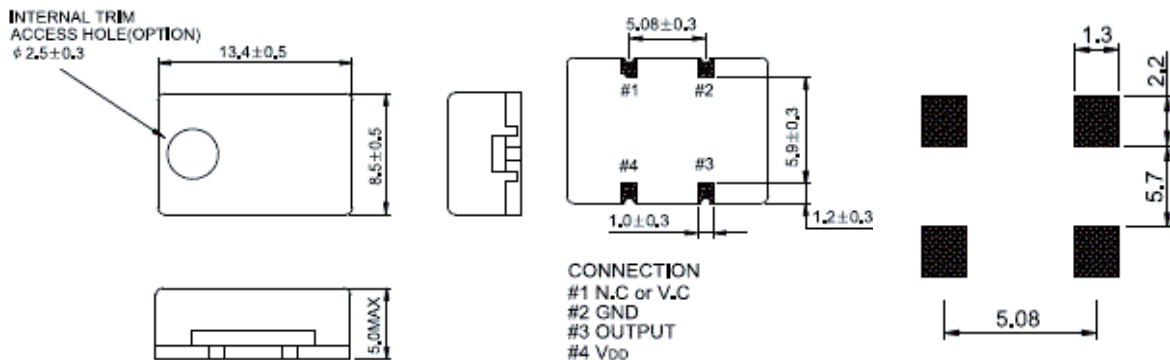 INTERNAL TRIM
ACCESS HOLE(OPTION)
ϕ 2.5±0.3
13.4±0.5
8.5±0.5
5.0MAX
5.08±0.3
#1 #2
#4 #3
5.9±0.3
1.0±0.3
1.2±0.3
CONNECTION
#1 N.C or V.C
#2 GND
#3 OUTPUT
#4 VDD
1.3
2.2
5.7
5.08